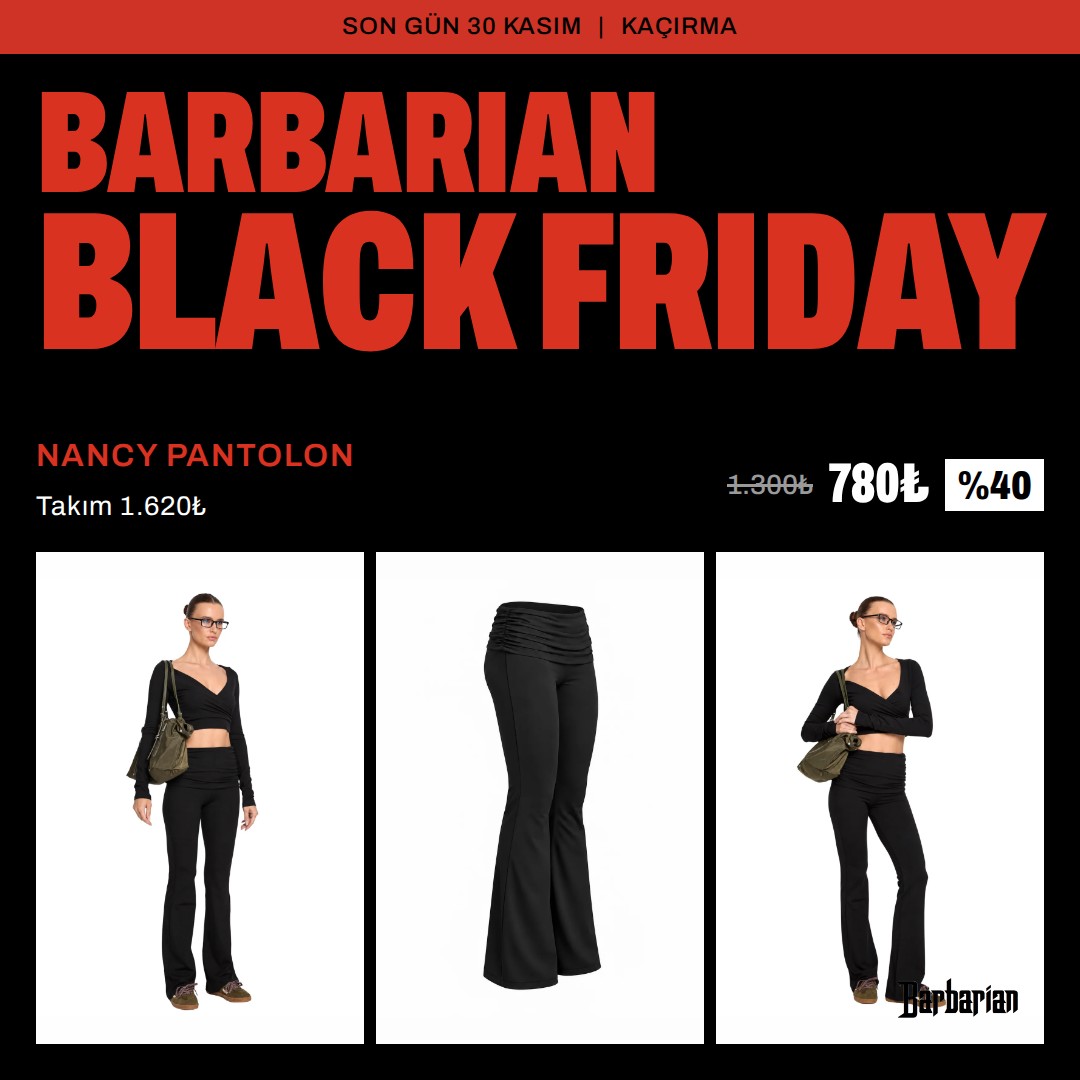 SON GÜN 30 KASIM | KAÇIRMA
BARBARIAN
BLACK FRIDAY
NANCY PANTOLON
Takım 1.620₺
1.300₺ 780₺ %40
Barbarian